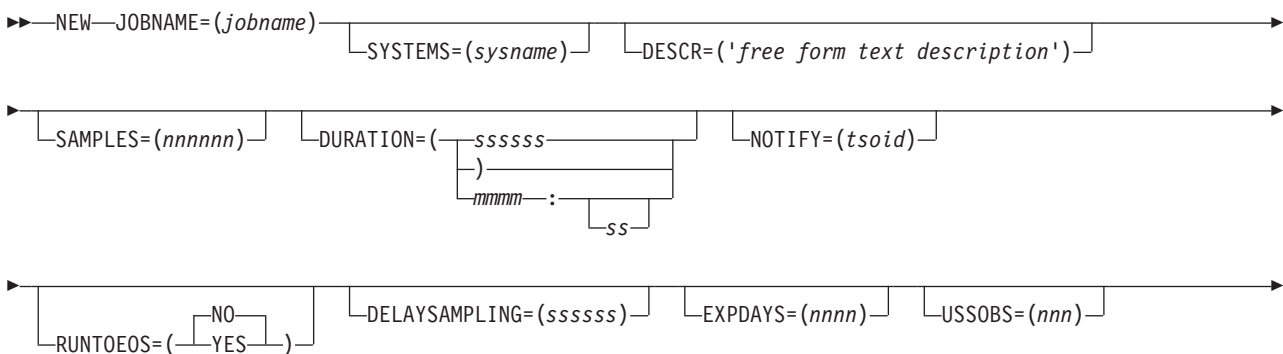 NEW JOBNAME=(jobname)
SYSTEMS=(sysname)
DESCR=('free form text description')
SAMPLES=(nnnnnn)
DURATION=(
ssssss
)
mmmm :
ss
NOTIFY=(tsoid)
RUNTOEOS=(
NO
YES
)
DELAYSAMPLING=(ssssss)
EXPDAYS=(nnnn)
USSOBS=(nnn)